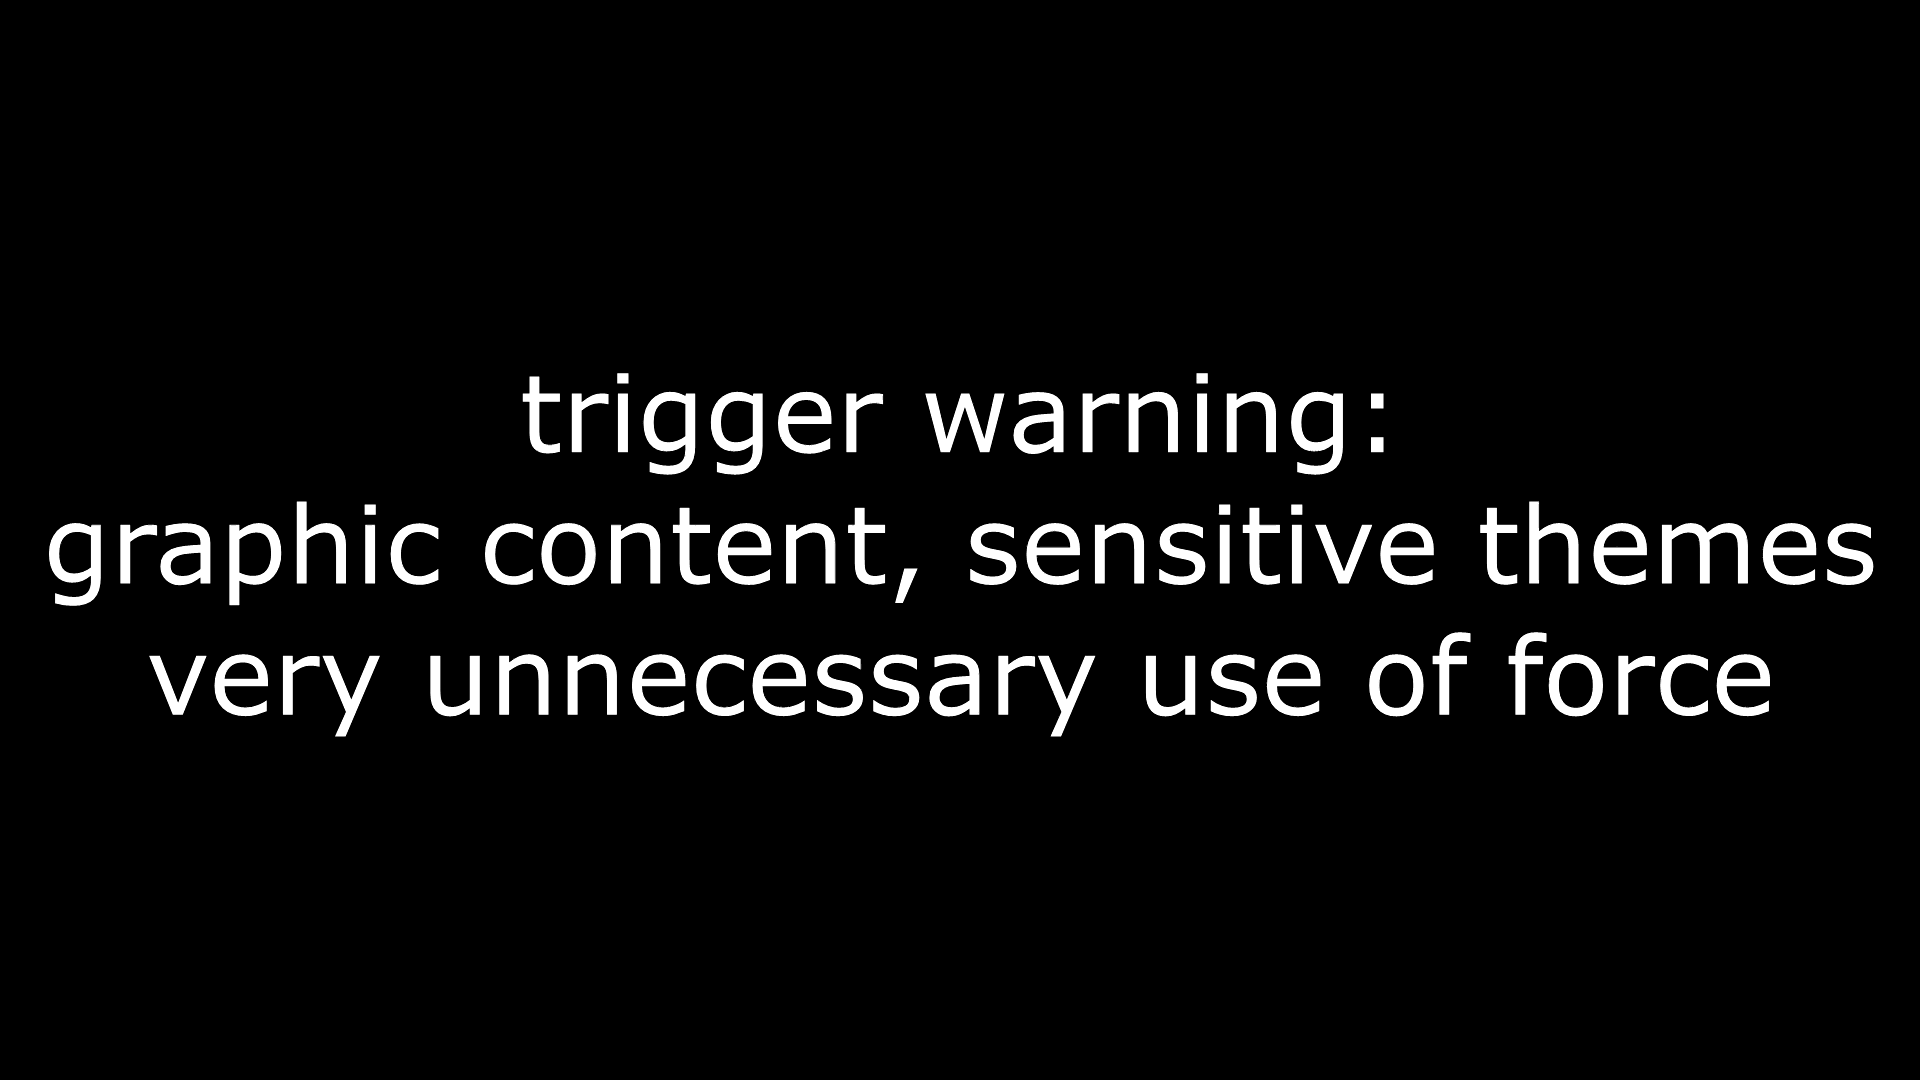 trigger warning:
graphic content, sensitive themes
very unnecessary use of force